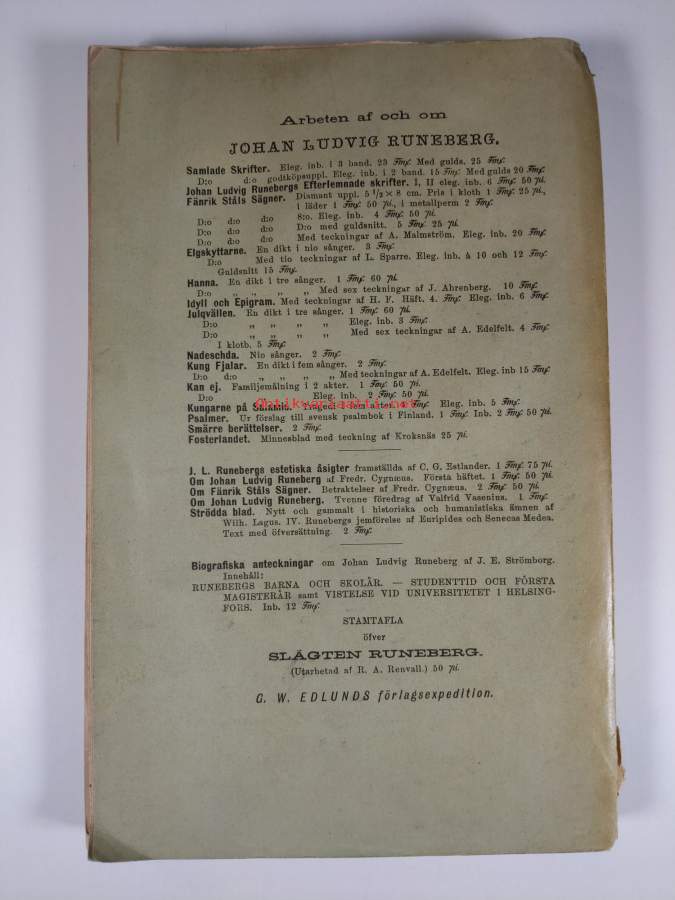 Arbeten af och om
JOHAN LUDVIG RUNEBERG.
Samlade Skrifter. Eleg. inb. i 3 band. 23 Fmf. Med gulds. 25 Fmf.
D:o d:o godtköpsuppl. Eleg. inb. i 2 band. 15 Fmf. Med gulds 20 Fmf.
Johan Ludvig Runebergs Efterlemnade skrifter. I, II eleg. inb. 6 Fmf. 50 pi.
Fänrik Ståls Sägner. Diamant uppl. 5 1/2 × 8 cm. Pris i kloth 1 Fmf. 25 pi.,
i läder 1 Fmf. 50 pi., i metallperm 2 Fmf.
D:o d:o d:o 8:o. Eleg. inb. 4 Fmf. 50 pi.
D:o d:o d:o D:o med guldsnitt. 5 Fmf. 25 pi.
D:o d:o d:o Med teckningar af A. Malmström. Eleg. inb. 20 Fmf.
Elgskyttarne. En dikt i nio sånger. 3 Fmf.
D:o Med tio teckningar af L. Sparre. Eleg. inb. à 10 och 12 Fmf.
Guldsnitt 15 Fmf.
Hanna. En dikt i tre sånger. 1 Fmf. 60 pi.
D:o „ „ „ „ Med sex teckningar af J. Ahrenberg. 10 Fmf.
Idyll och Epigram. Med teckningar af H. F. Häft. 4. Fmf. Eleg. inb. 6 Fmf.
Julqvällen. En dikt i tre sånger. 1 Fmf. 60 pi.
D:o „ „ „ „ Eleg. inb. 3 Fmf.
D:o „ „ „ „ Med sex teckningar af A. Edelfelt. 4 Fmf.
I klotb. 5 Fmf.
Nadeschda. Nio sånger. 2 Fmf.
Kung Fjalar. En dikt i fem sånger. 2 Fmf.
D:o d:o „ „ „ „ Med teckningar af A. Edelfelt. Eleg. inb 15 Fmf.
Kan ej. Familjemålning i 2 akter. 1 Fmf. 50 pi.
D:o Eleg. inb. 2 Fmf. 50 pi.
Antikvariaatti.net
Kungarne på Salamis. Tragedi i fem akter. 4 Fmf. Eleg. inb. 5 Fmf.
Psalmer. Ur förslag till svensk psalmbok i Finland. 1 Fmf. Inb. 2 Fmf. 50 pi.
Smärre berättelser. 2 Fmf.
Fosterlandet. Minnesblad med teckning af Kroksnäs 25 pi.
J. L. Runebergs estetiska åsigter framställda af C. G. Estlander. 1 Fmf. 75 pi.
Om Johan Ludvig Runeberg af Fredr. Cygnæus. Första häftet. 1 Fmf. 50 pi.
Om Fänrik Ståls Sägner. Betraktelser af Fredr. Cygnæus. 2 Fmf. 50 pi.
Om Johan Ludvig Runeberg. Tvenne föredrag af Valfrid Vasenius. 1 Fmf.
Strödda blad. Nytt och gammalt i historiska och humanistiska ämnen af
Wilh. Lagus. IV. Runebergs jemförelse af Euripides och Senecas Medea.
Text med öfversättning. 2 Fmf.
Biografiska anteckningar om Johan Ludvig Runeberg af J. E. Strömborg.
Innehåll:
RUNEBERGS BARNA OCH SKOLÅR. — STUDENTTID OCH FÖRSTA
MAGISTERÅR samt VISTELSE VID UNIVERSITETET I HELSING-
FORS. Inb. 12 Fmf.
STAMTAFLA
öfver
SLÄGTEN RUNEBERG.
(Utarbetad af R. A. Renvall.) 50 pi.
G. W. EDLUNDS förlagsexpedition.